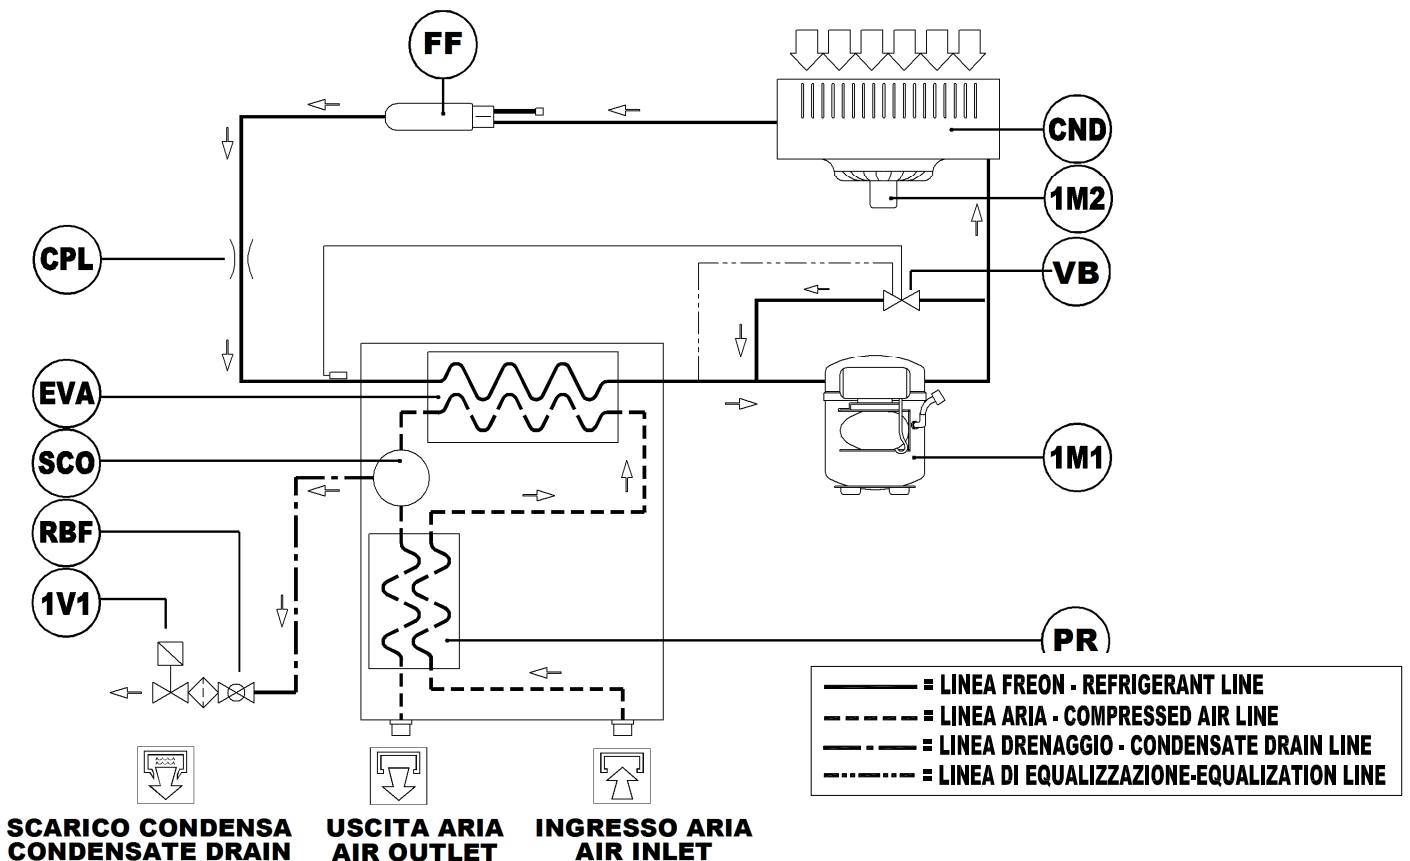 FF
CND
1M2
CPL
VB
EVA
SCO
1M1
RBF
1V1
PR
= LINEA FREON - REFRIGERANT LINE
= LINEA ARIA - COMPRESSED AIR LINE
= LINEA DRENAGGIO - CONDENSATE DRAIN LINE
= LINEA DI EQUALIZZAZIONE-EQUALIZATION LINE
SCARICO CONDENSA
CONDENSATE DRAIN
USCITA ARIA
AIR OUTLET
INGRESSO ARIA
AIR INLET